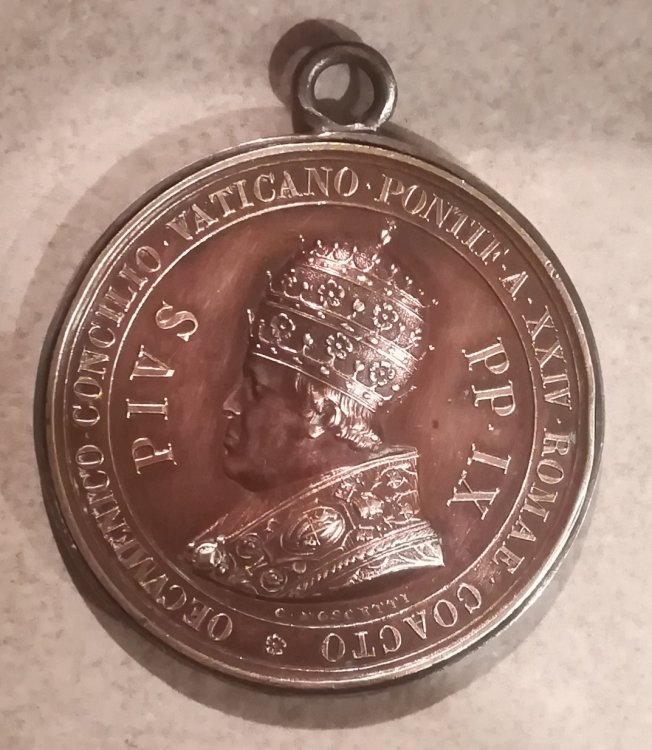 OECVMENICO · CONCILIO · VATICANO · PONTIF · A · XXIV · ROMAE · COACTO
PIVS PP · IX